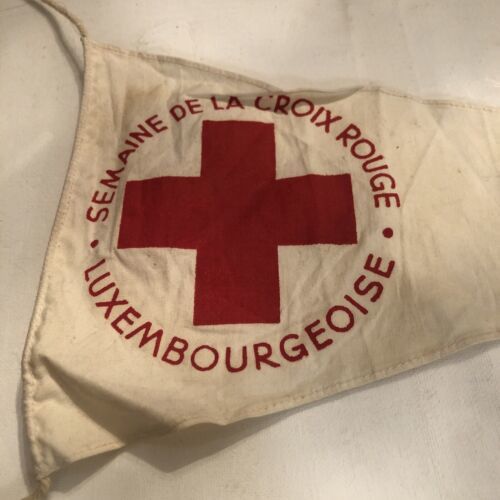 SEMAINE DE LA CROIX ROUGE
• LUXEMBOURGEOISE •